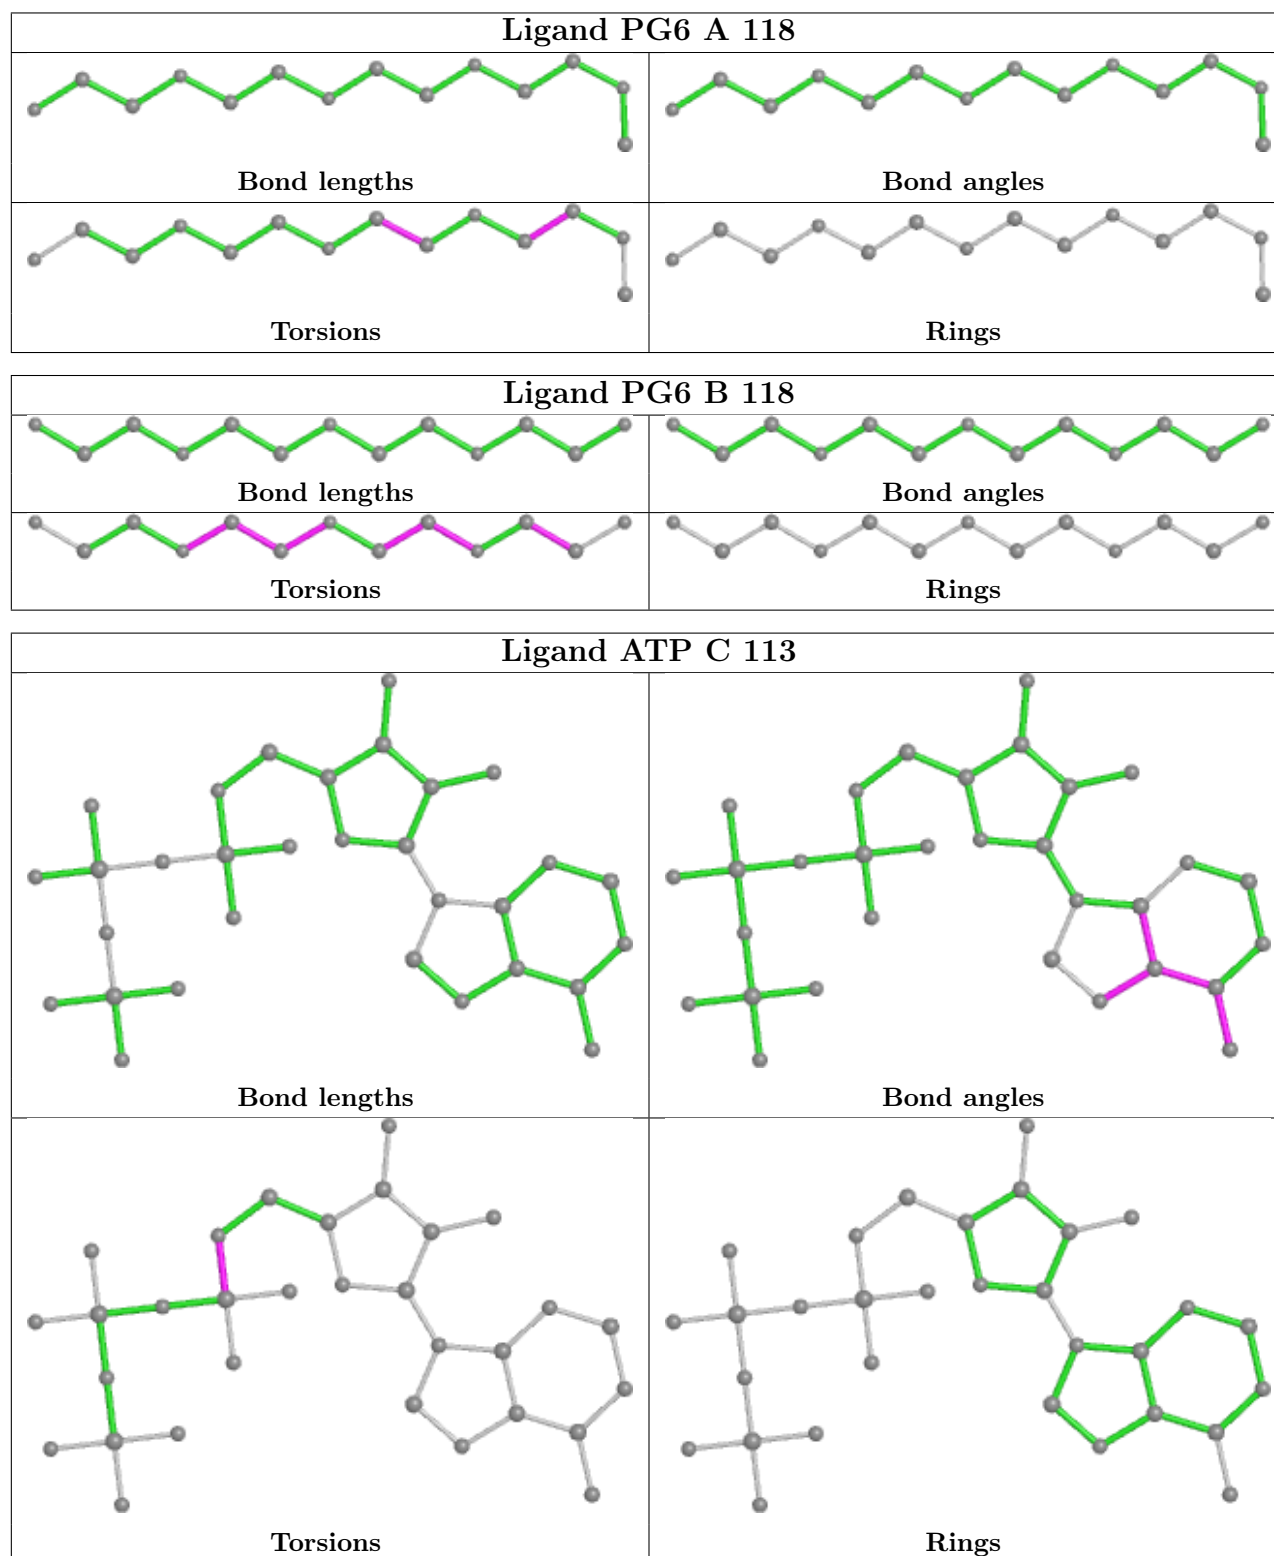 Ligand PG6 A 118
Bond lengths
Bond angles
Torsions
Rings
Ligand PG6 B 118
Bond lengths
Bond angles
Torsions
Rings
Ligand ATP C 113
Bond lengths
Bond angles
Torsions
Rings